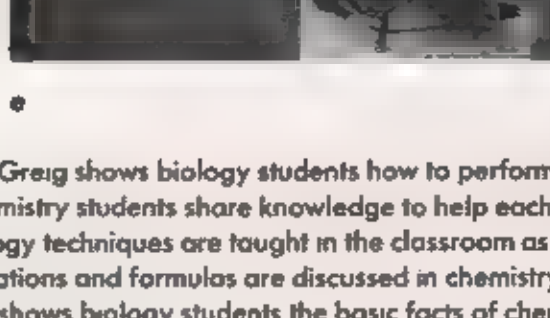 Greig shows biology students how to perform
mistry students share knowledge to help each
ogy techniques are taught in the classroom as
ations and formulas are discussed in chemistry
shows biology students the basic facts of chem